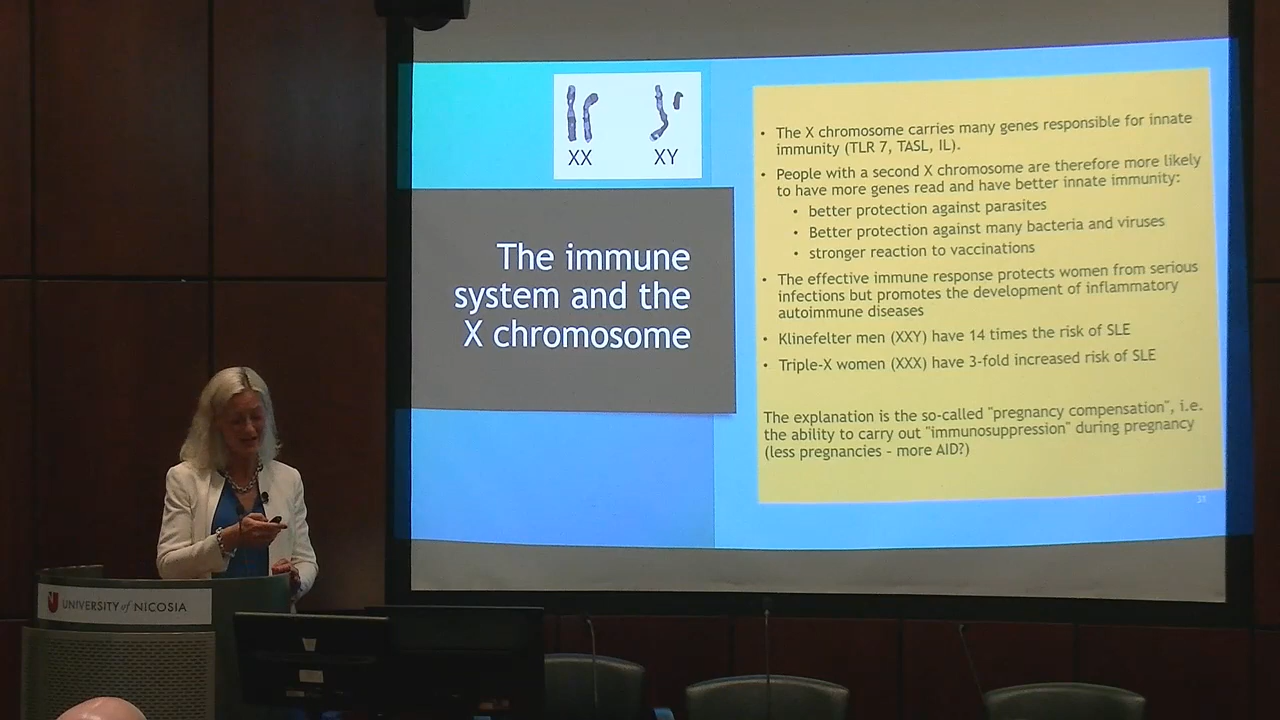 XX
XY
The immune
system and the
X chromosome
• The X chromosome carries many genes responsible for innate
immunity (TLR 7, TASL, IL).
• People with a second X chromosome are therefore more likely
to have more genes read and have better innate immunity:
• better protection against parasites
• Better protection against many bacteria and viruses
• stronger reaction to vaccinations
• The effective immune response protects women from serious
infections but promotes the development of inflammatory
autoimmune diseases
• Klinefelter men (XXY) have 14 times the risk of SLE
• Triple-X women (XXX) have 3-fold increased risk of SLE
The explanation is the so-called "pregnancy compensation", i.e.
the ability to carry out "immunosuppression" during pregnancy
(less pregnancies - more AID?)
31
UNIVERSITY of NICOSIA